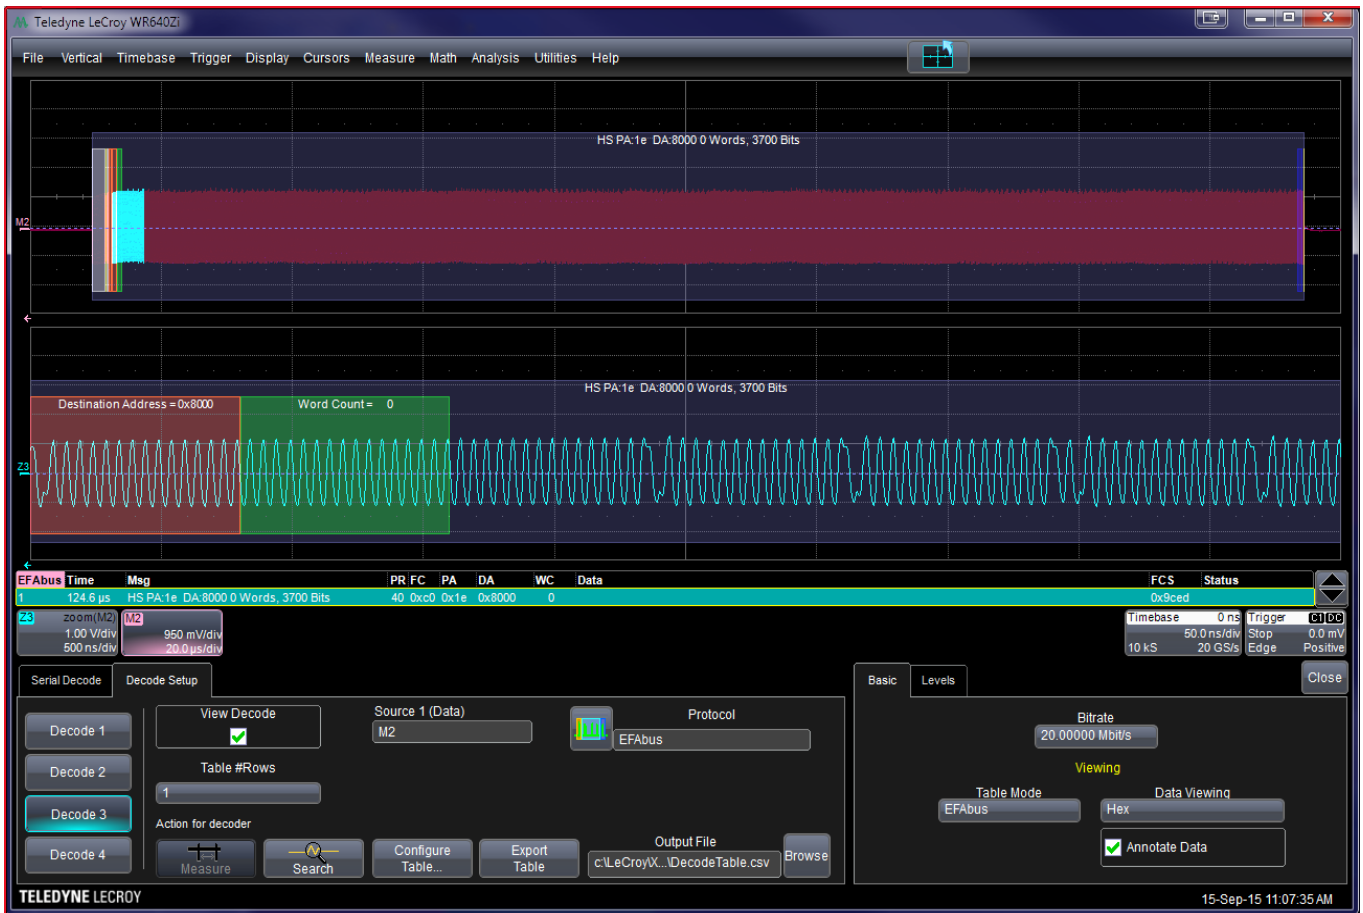 Teledyne LeCroy WR640Zi
File Vertical Timebase Trigger Display Cursors Measure Math Analysis Utilities Help
HS PA:1e DA:8000 0 Words, 3700 Bits
M2
HS PA:1e DA:8000 0 Words, 3700 Bits
Destination Address =0x8000 Word Count= 0
Z3
EFAbus Time Msg PR FC PA DA WC Data FCS Status
1 124.6 µs HS PA:1e DA:8000 0 Words, 3700 Bits 40 0xc0 0x1e 0x8000 0 0x9ced
Z3 zoom(M2) M2 Timebase 0 ns Trigger C1 DC
1.00 V/div 950 mV/div 50.0 ns/div Stop 0.0 mV
500 ns/div 20.0 µs/div 10 kS 20 GS/s Edge Positive
Serial Decode Decode Setup Basic Levels Close
View Decode Source 1 (Data) Protocol Bitrate
Decode 1 M2 EFAbus 20.00000 Mbit/s
Decode 2 Table #Rows Viewing
1 Table Mode Data Viewing
Decode 3 EFAbus Hex
Action for decoder
Decode 4 Measure Search Configure Table... Export Table Output File Browse Annotate Data
c:\LeCroy\X...\DecodeTable.csv
TELEDYNE LECROY 15-Sep-15 11:07:35 AM